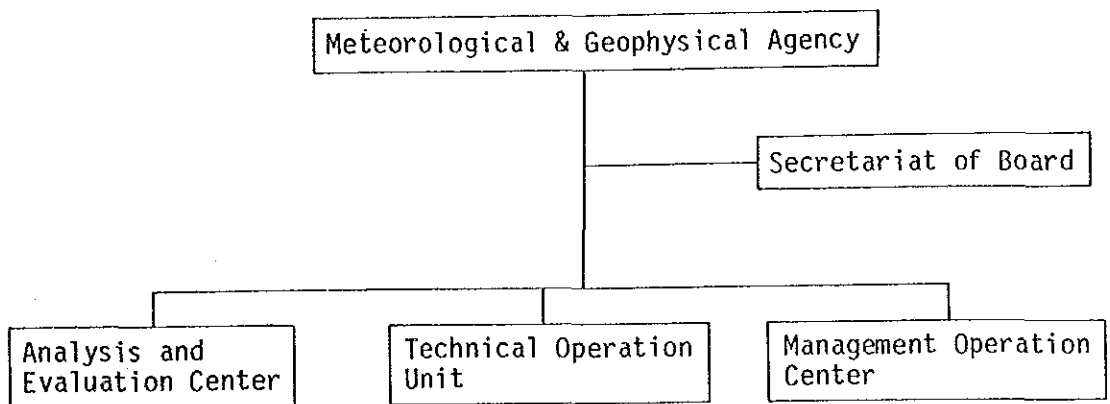 Meteorological & Geophysical Agency
Secretariat of Board
Analysis and
Evaluation Center
Technical Operation
Unit
Management Operation
Center